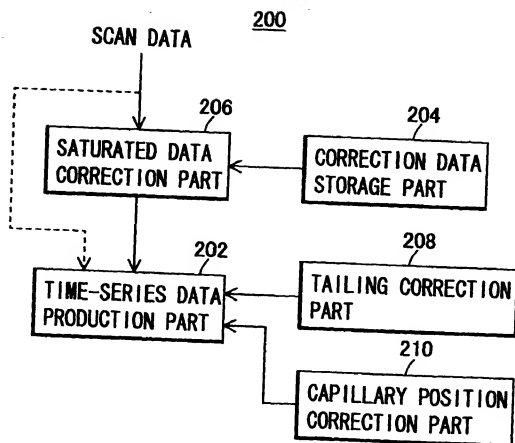 200
SCAN DATA
206
SATURATED DATA
CORRECTION PART
204
CORRECTION DATA
STORAGE PART
202
TIME-SERIES DATA
PRODUCTION PART
208
TAILING CORRECTION
PART
210
CAPILLARY POSITION
CORRECTION PART